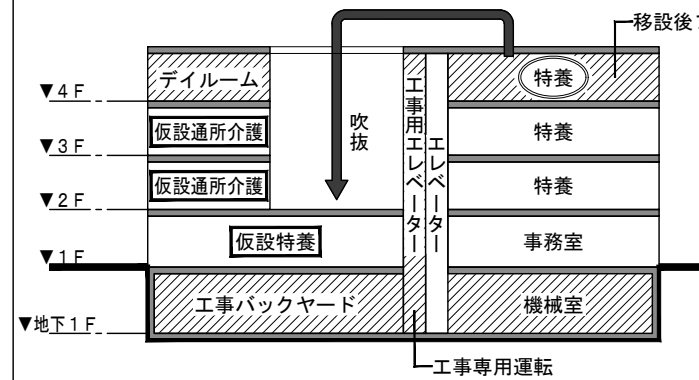 移設後
デイルーム
特養
▼4F
工事用エレベーター
エレベーター
吹抜
仮設通所介護
特養
▼3F
仮設通所介護
特養
▼2F
仮設特養
事務室
▼1F
工事バックヤード
機械室
▼地下1F
工事専用運転